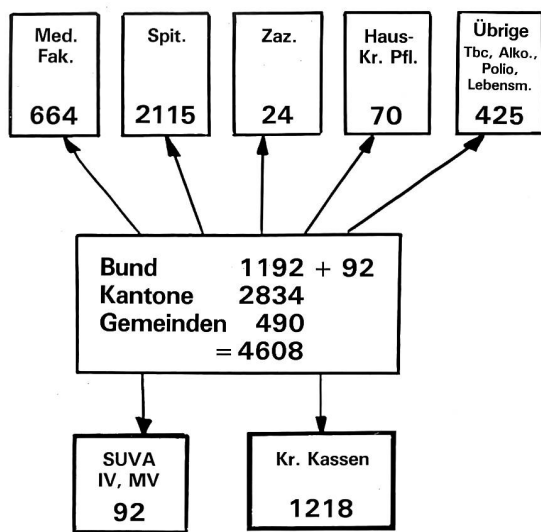 Med.
Fak.
664
Spit.
2115
Zaz.
24
Haus-
Kr. Pfl.
70
Übrige
Tbc, Alko.,
Polio,
Lebensm.
425
Bund 1192 + 92
Kantone 2834
Gemeinden 490
= 4608
SUVA
IV, MV
92
Kr. Kassen
1218